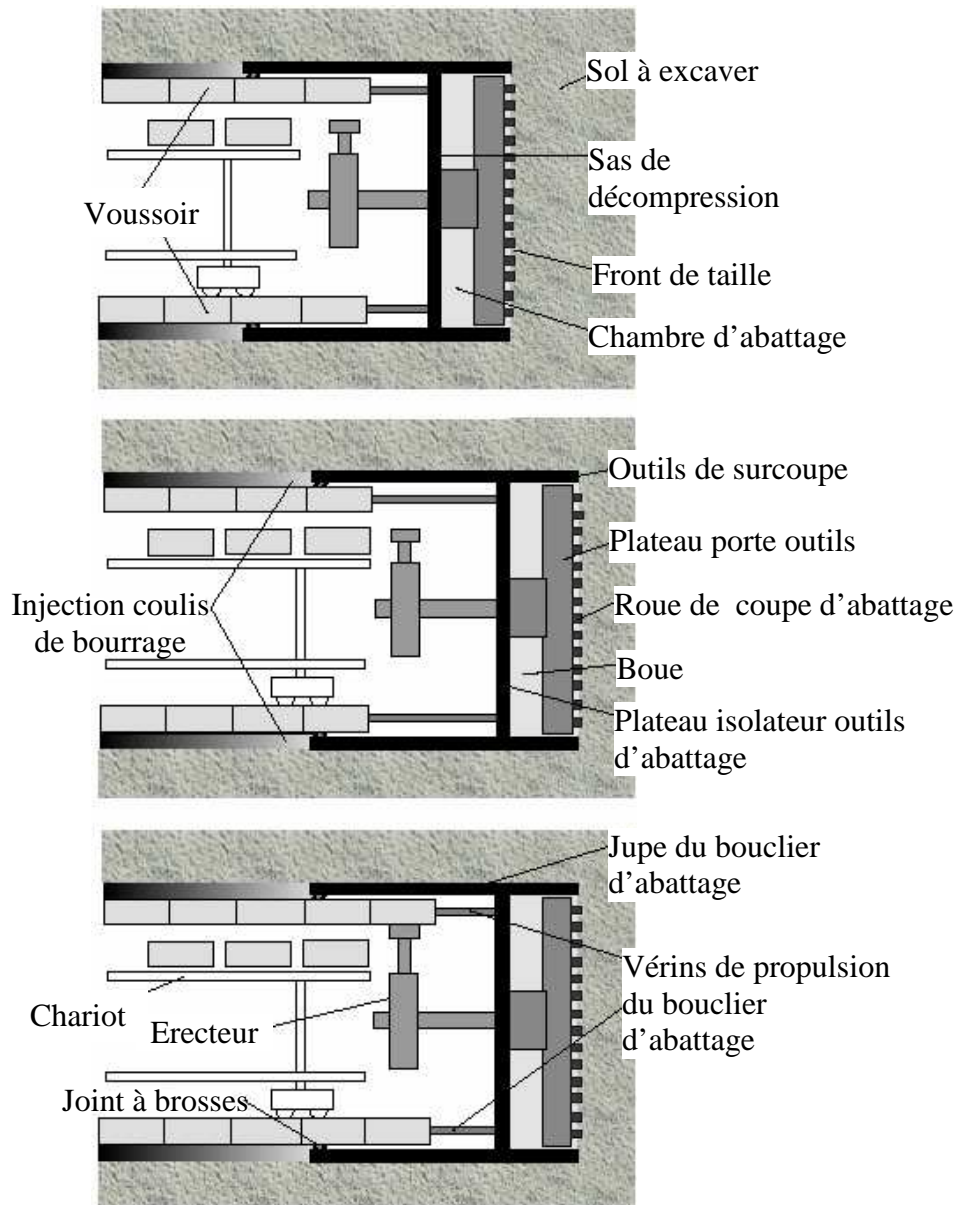 Sol à excaver
Sas de
décompression
Voussoir
Front de taille
Chambre d’abattage
Outils de surcoupe
Plateau porte outils
Injection coulis
de bourrage
Roue de coupe d’abattage
Boue
Plateau isolateur outils
d’abattage
Jupe du bouclier
d’abattage
Vérins de propulsion
du bouclier
d’abattage
Chariot
Erecteur
Joint à brosses